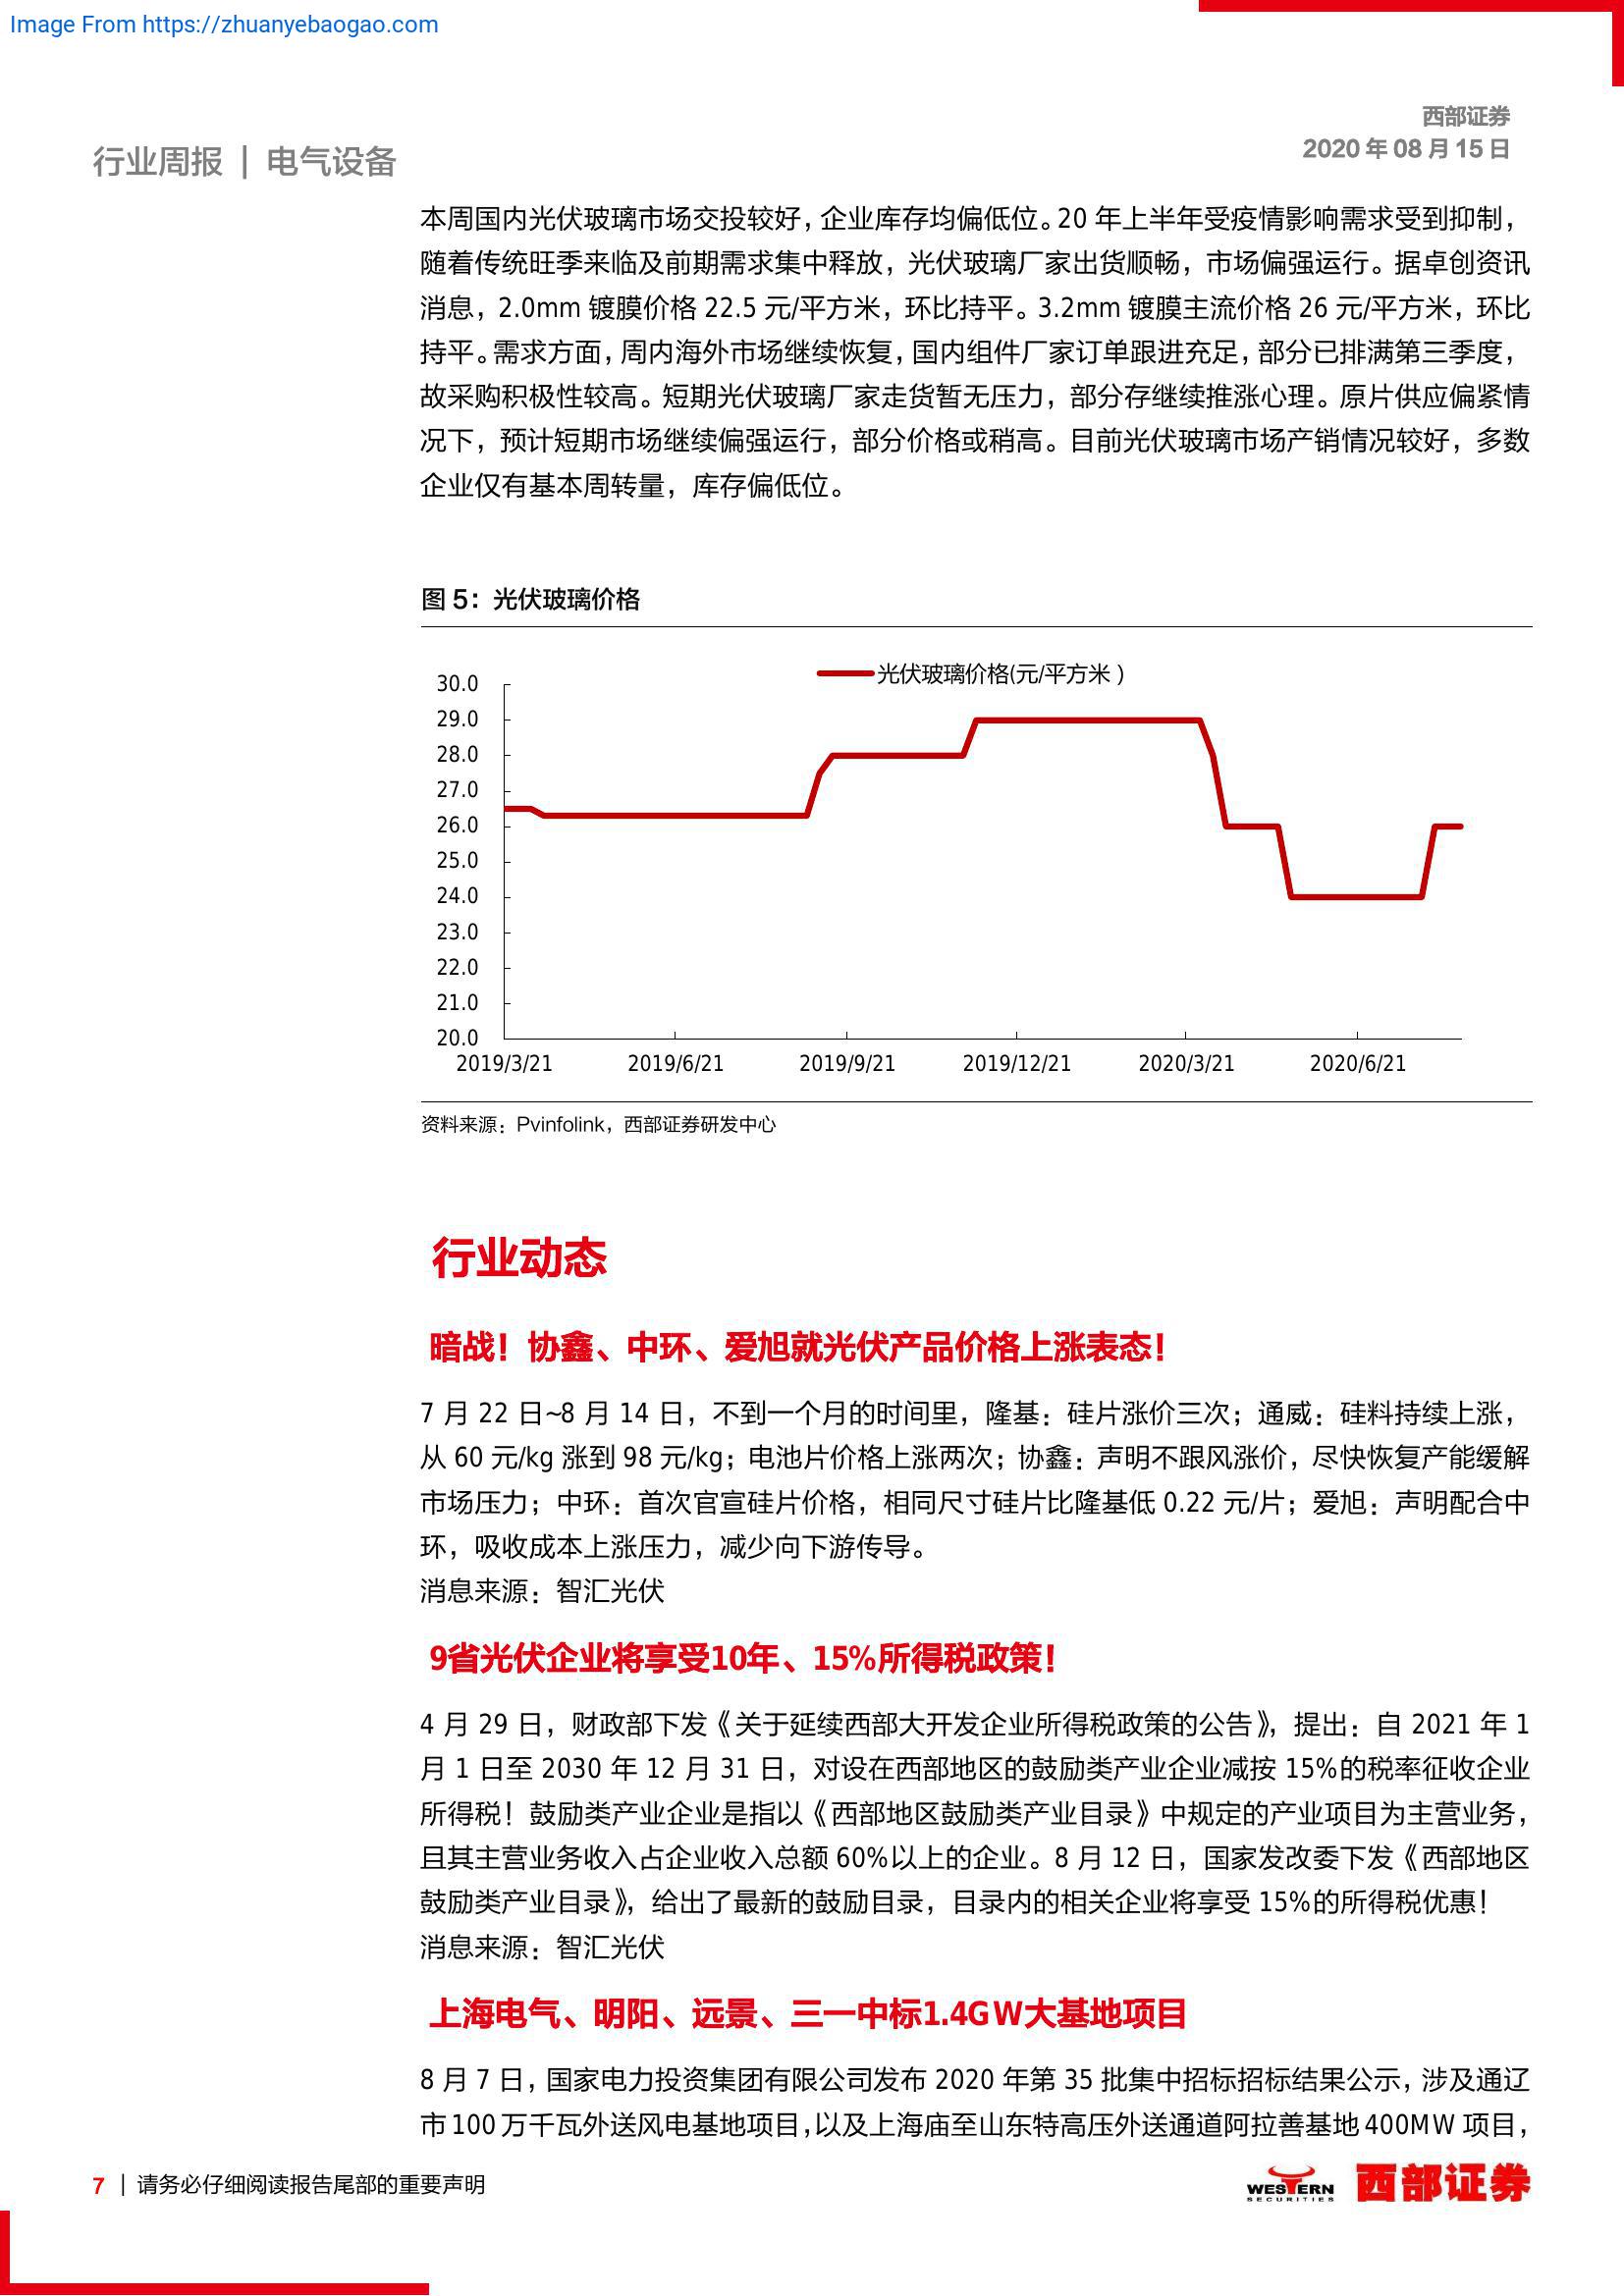 Image From https://zhuanyebaogao.com
西部证券
2020 年 08 月 15 日
行业周报 | 电气设备
本周国内光伏玻璃市场交投较好，企业库存均偏低位。20 年上半年受疫情影响需求受到抑制，
随着传统旺季来临及前期需求集中释放，光伏玻璃厂家出货顺畅，市场偏强运行。据卓创资讯
消息，2.0mm 镀膜价格 22.5 元/平方米，环比持平。3.2mm 镀膜主流价格 26 元/平方米，环比
持平。需求方面，周内海外市场继续恢复，国内组件厂家订单跟进充足，部分已排满第三季度，
故采购积极性较高。短期光伏玻璃厂家走货暂无压力，部分存继续推涨心理。原片供应偏紧情
况下，预计短期市场继续偏强运行，部分价格或稍高。目前光伏玻璃市场产销情况较好，多数
企业仅有基本周转量，库存偏低位。
图 5：光伏玻璃价格
光伏玻璃价格(元/平方米 )
30.0
29.0
28.0
27.0
26.0
25.0
24.0
23.0
22.0
21.0
20.0
2019/3/21 2019/6/21 2019/9/21 2019/12/21 2020/3/21 2020/6/21
资料来源：Pvinfolink，西部证券研发中心
行业动态
暗战！协鑫、中环、爱旭就光伏产品价格上涨表态！
7 月 22 日~8 月 14 日，不到一个月的时间里，隆基：硅片涨价三次；通威：硅料持续上涨，
从 60 元/kg 涨到 98 元/kg；电池片价格上涨两次；协鑫：声明不跟风涨价，尽快恢复产能缓解
市场压力；中环：首次官宣硅片价格，相同尺寸硅片比隆基低 0.22 元/片；爱旭：声明配合中
环，吸收成本上涨压力，减少向下游传导。
消息来源：智汇光伏
9省光伏企业将享受10年、15%所得税政策！
4 月 29 日，财政部下发《关于延续西部大开发企业所得税政策的公告》，提出：自 2021 年 1
月 1 日至 2030 年 12 月 31 日，对设在西部地区的鼓励类产业企业减按 15%的税率征收企业
所得税！鼓励类产业企业是指以《西部地区鼓励类产业目录》中规定的产业项目为主营业务，
且其主营业务收入占企业收入总额 60%以上的企业。8 月 12 日，国家发改委下发《西部地区
鼓励类产业目录》，给出了最新的鼓励目录，目录内的相关企业将享受 15%的所得税优惠！
消息来源：智汇光伏
上海电气、明阳、远景、三一中标1.4GW大基地项目
8 月 7 日，国家电力投资集团有限公司发布 2020 年第 35 批集中招标招标结果公示，涉及通辽
市 100 万千瓦外送风电基地项目，以及上海庙至山东特高压外送通道阿拉善基地 400MW 项目，
7 | 请务必仔细阅读报告尾部的重要声明
WESTERN
SECURITIES
西部证券